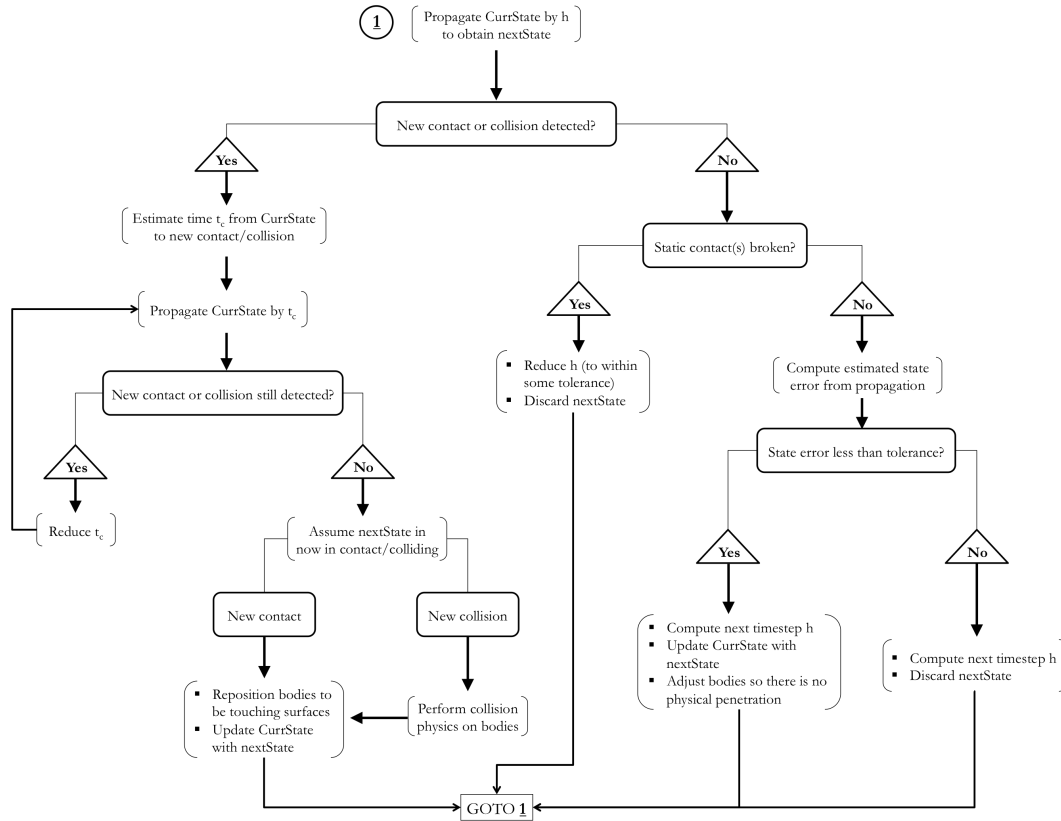 1
Propagate CurrState by h
to obtain nextState
New contact or collision detected?
Yes
No
Estimate time tc from CurrState
to new contact/collision
Static contact(s) broken?
Propagate CurrState by tc
Yes
No
▪ Reduce h (to within
some tolerance)
▪ Discard nextState
Compute estimated state
error from propagation
New contact or collision still detected?
Yes
No
State error less than tolerance?
Reduce tc
Assume nextState in
now in contact/colliding
Yes
No
New contact
New collision
▪ Compute next timestep h
▪ Update CurrState with
nextState
▪ Adjust bodies so there is no
physical penetration
▪ Compute next timestep h
▪ Discard nextState
▪ Reposition bodies to
be touching surfaces
▪ Update CurrState
with nextState
Perform collision
physics on bodies
GOTO 1